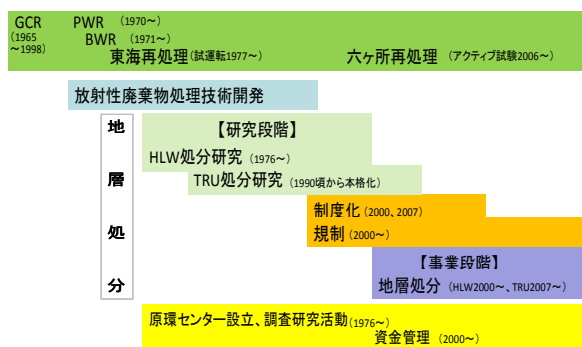 GCR PWR (1970～)
(1965 BWR (1971～)
～1998) 東海再処理(試運転1977～) 六ヶ所再処理 (アクティブ試験2006～)
放射性廃棄物処理技術開発
地層処分
【研究段階】
HLW処分研究 (1976～)
TRU処分研究 (1990頃から本格化)
制度化 (2000、2007)
規制 (2000～)
【事業段階】
地層処分 (HLW2000～、TRU2007～)
原環センター設立、調査研究活動(1976～)
資金管理 (2000～)